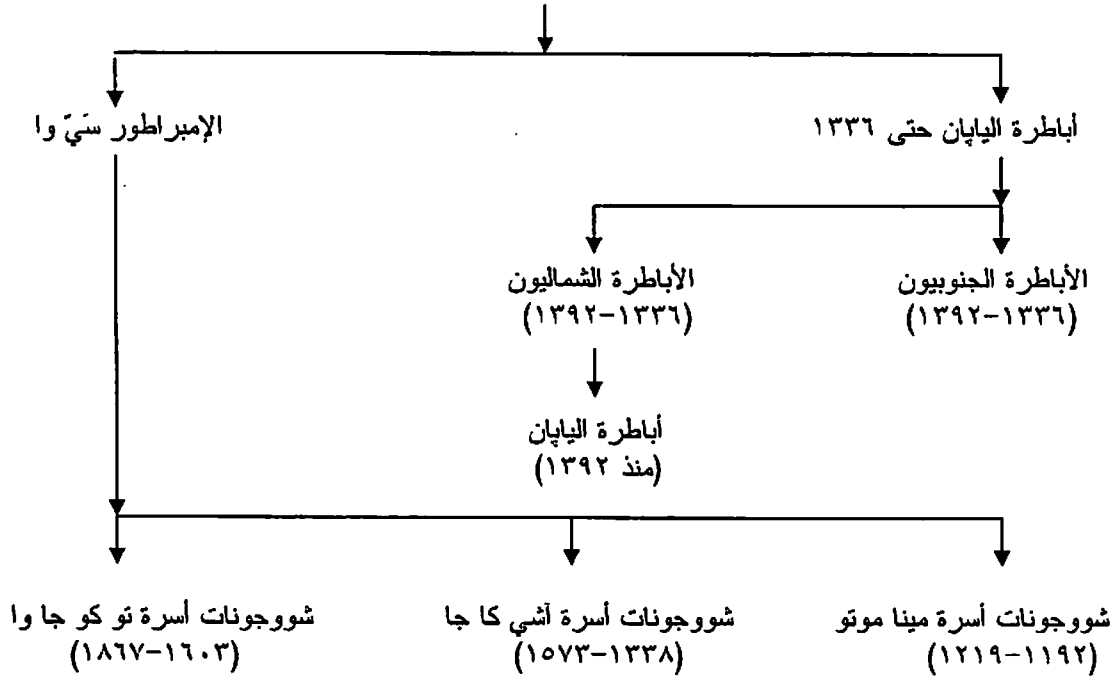 أباطرة اليابان حتى ١٣٣٦
الإمبراطور سَيّ وا
الأباطرة الجنوبيون
(١٣٣٦-١٣٩٢)
الأباطرة الشماليون
(١٣٣٦-١٣٩٢)
أباطرة اليابان
(منذ ١٣٩٢)
شووجونات أسرة مينا موتو
(١١٩٢-١٢١٩)
شووجونات أسرة آشي كا جا
(١٣٣٨-١٥٧٣)
شووجونات أسرة تو كو جا وا
(١٦٠٣-١٨٦٧)